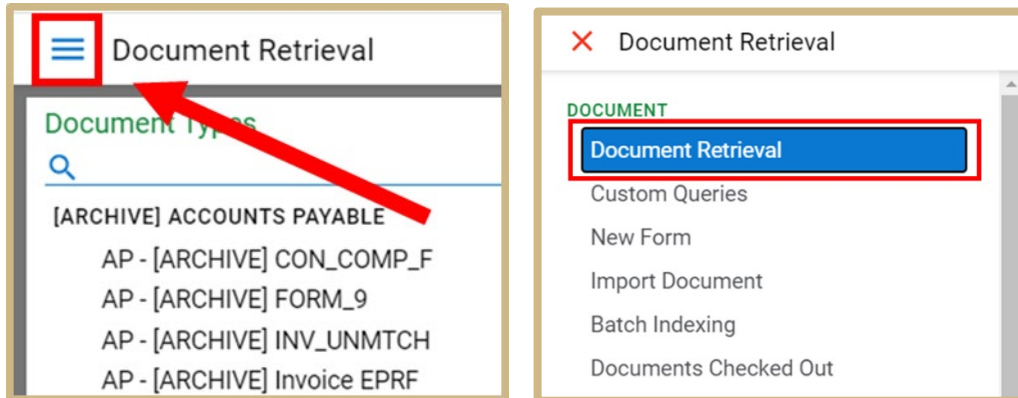 Document Retrieval
Document Types
[ARCHIVE] ACCOUNTS PAYABLE
AP - [ARCHIVE] CON_COMP_F
AP - [ARCHIVE] FORM_9
AP - [ARCHIVE] INV_UNMTCH
AP - [ARCHIVE] Invoice EPRF
Document Retrieval
DOCUMENT
Document Retrieval
Custom Queries
New Form
Import Document
Batch Indexing
Documents Checked Out